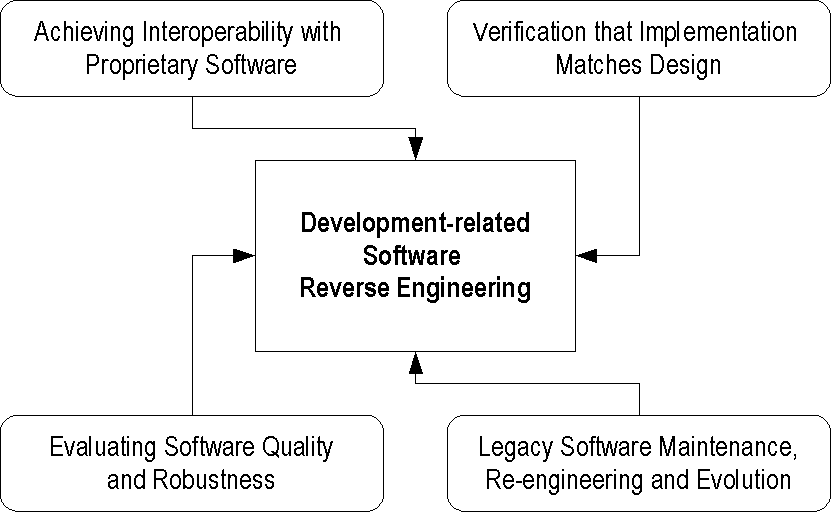 Achieving Interoperability with
Proprietary Software
Verification that Implementation
Matches Design
Development-related
Software
Reverse Engineering
Evaluating Software Quality
and Robustness
Legacy Software Maintenance,
Re-engineering and Evolution